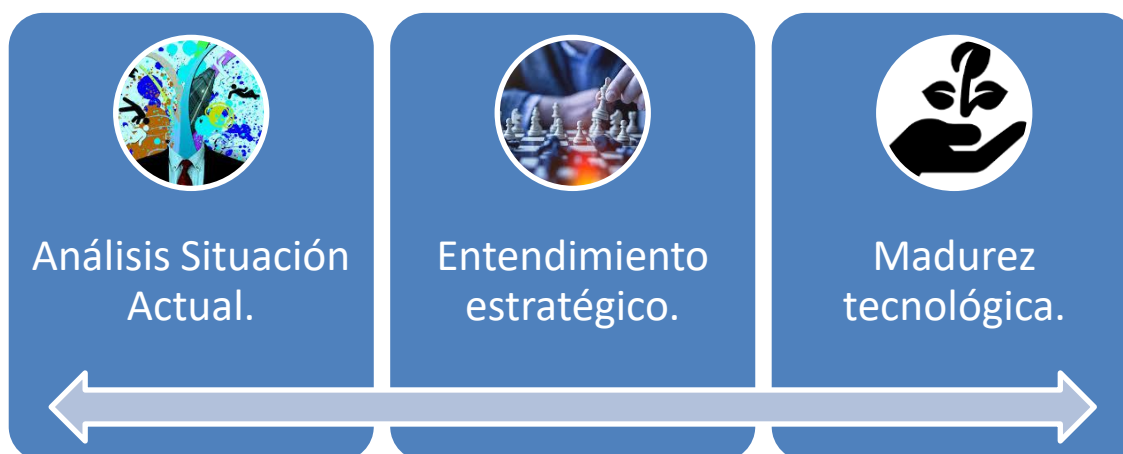 Análisis Situación
Actual.
Entendimiento
estratégico.
Madurez
tecnológica.